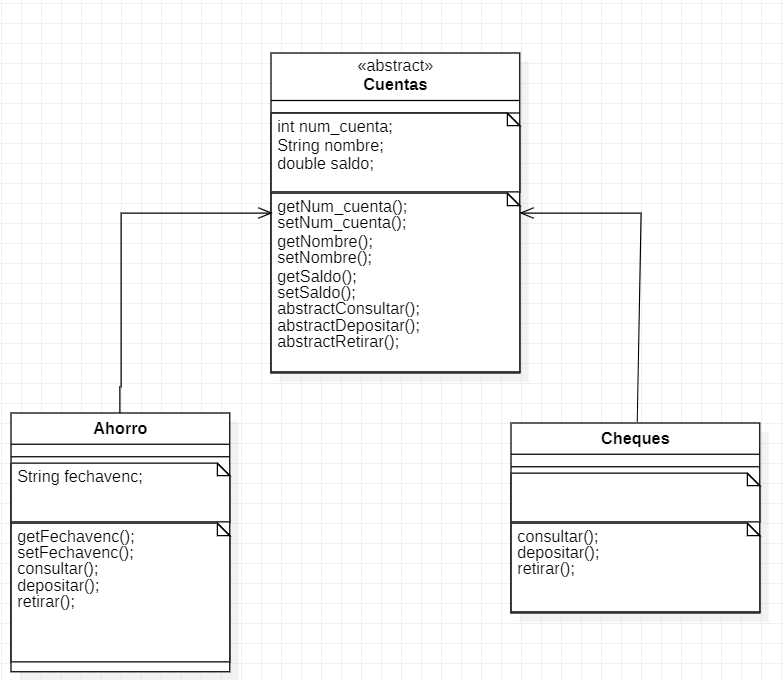 «abstract»
Cuentas
int num_cuenta;
String nombre;
double saldo;
getNum_cuenta();
setNum_cuenta();
getNombre();
setNombre();
getSaldo();
setSaldo();
abstractConsultar();
abstractDepositar();
abstractRetirar();
Ahorro
String fechavenc;
getFechavenc();
setFechavenc();
consultar();
depositar();
retirar();
Cheques
consultar();
depositar();
retirar();